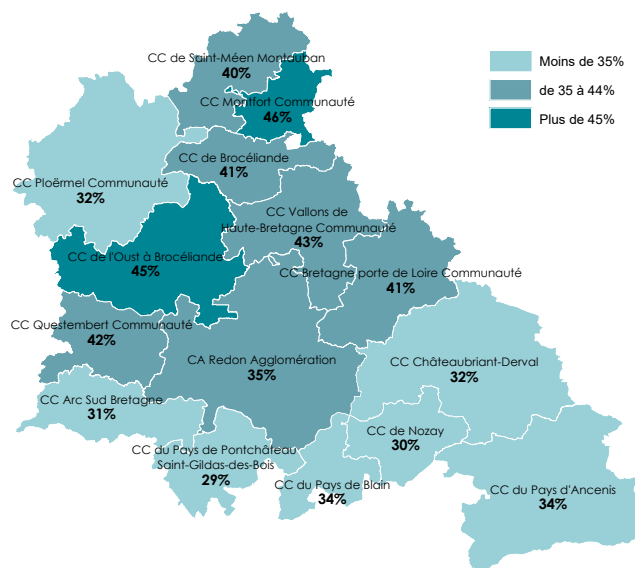 CC de Saint-Méen Montauban
40%
CC Montfort Communauté
46%
Moins de 35%
de 35 à 44%
Plus de 45%
CC de Brocéliande
41%
CC Ploërmel Communauté
32%
CC Vallons de
Haute-Bretagne Communauté
43%
CC de l'Oust à Brocéliande
45%
CC Bretagne porte de Loire Communauté
41%
CC Questembert Communauté
42%
CA Redon Agglomération
35%
CC Châteaubriant-Derval
32%
CC Arc Sud Bretagne
31%
CC de Nozay
30%
CC du Pays de Pontchâteau
Saint-Gildas-des-Bois
29%
CC du Pays de Blain
34%
CC du Pays d'Ancenis
34%